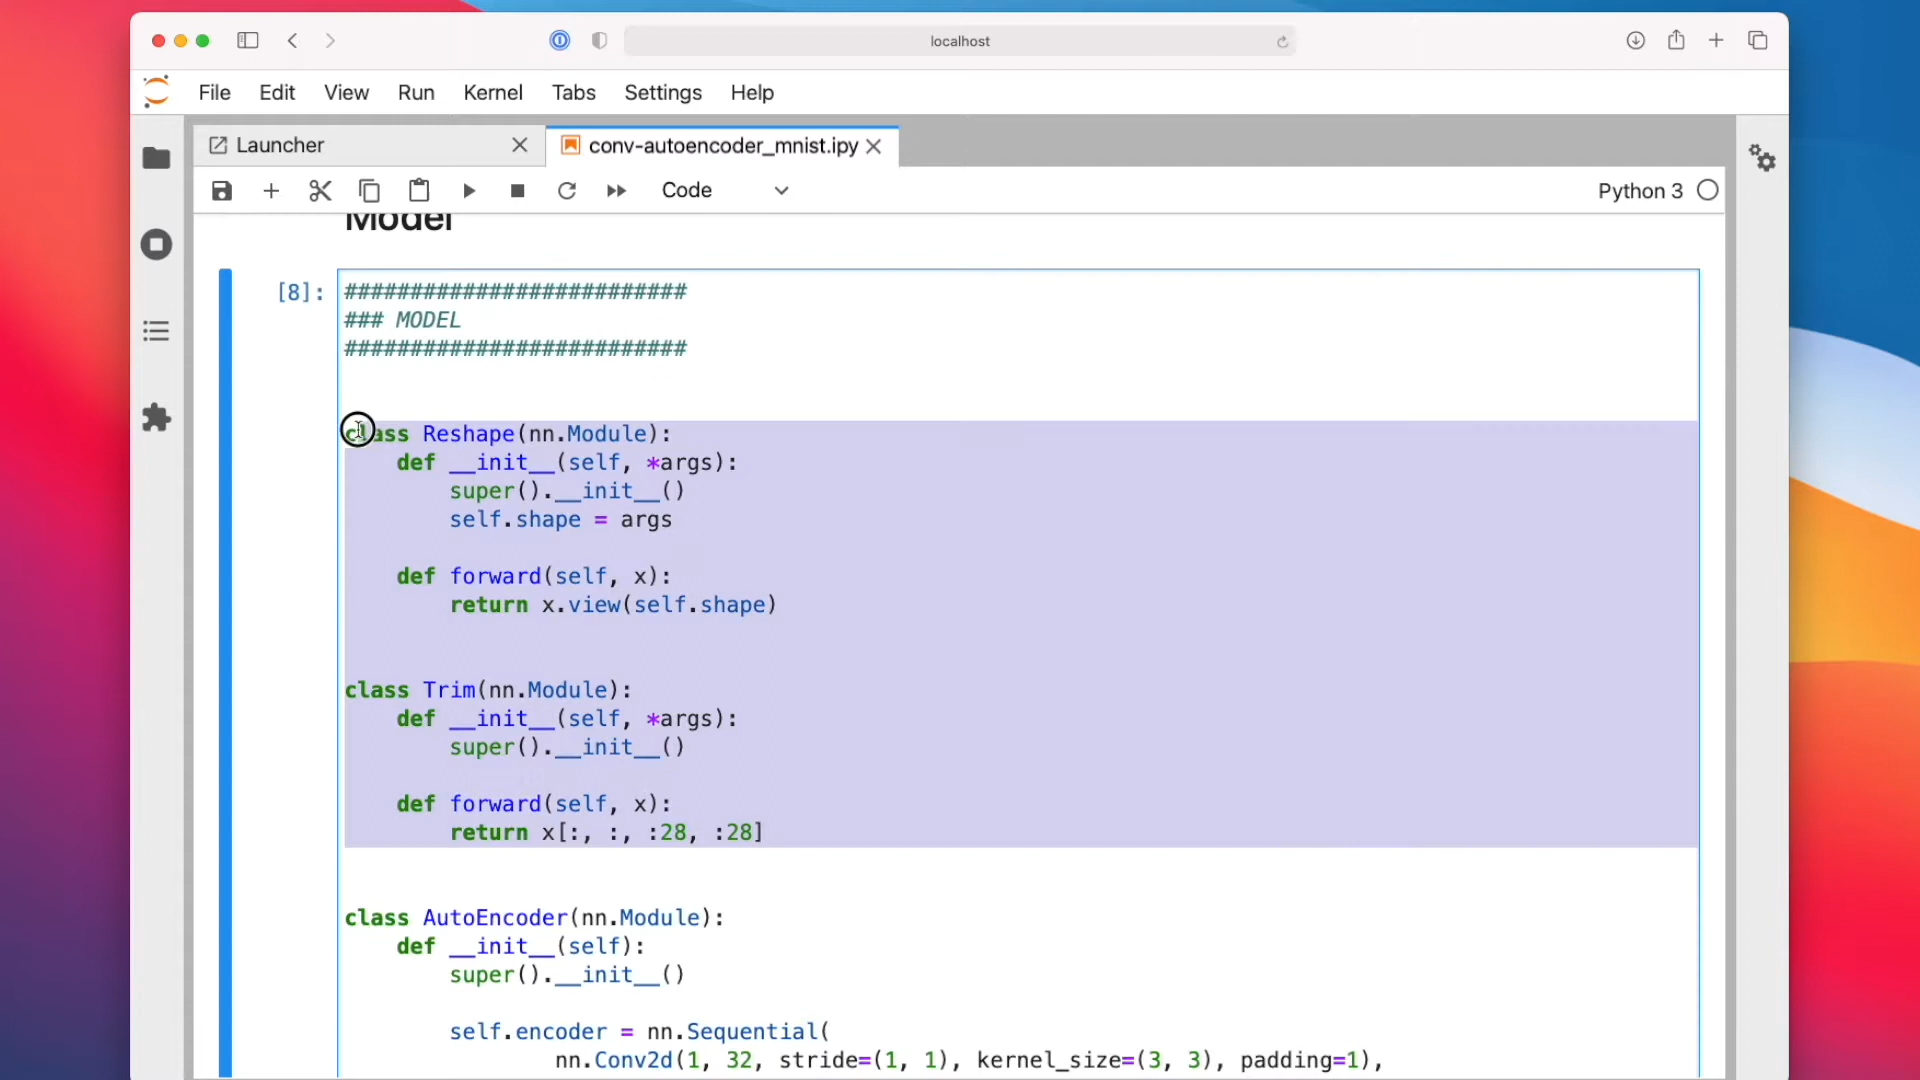 localhost
File Edit View Run Kernel Tabs Settings Help
Launcher conv-autoencoder_mnist.ipy
Code Python 3
Model
[8]: ##########################
### MODEL
##########################
class Reshape(nn.Module):
    def __init__(self, *args):
        super().__init__()
        self.shape = args
    def forward(self, x):
        return x.view(self.shape)
class Trim(nn.Module):
    def __init__(self, *args):
        super().__init__()
    def forward(self, x):
        return x[:, :, :28, :28]
class AutoEncoder(nn.Module):
    def __init__(self):
        super().__init__()
        self.encoder = nn.Sequential(
                nn.Conv2d(1, 32, stride=(1, 1), kernel_size=(3, 3), padding=1),